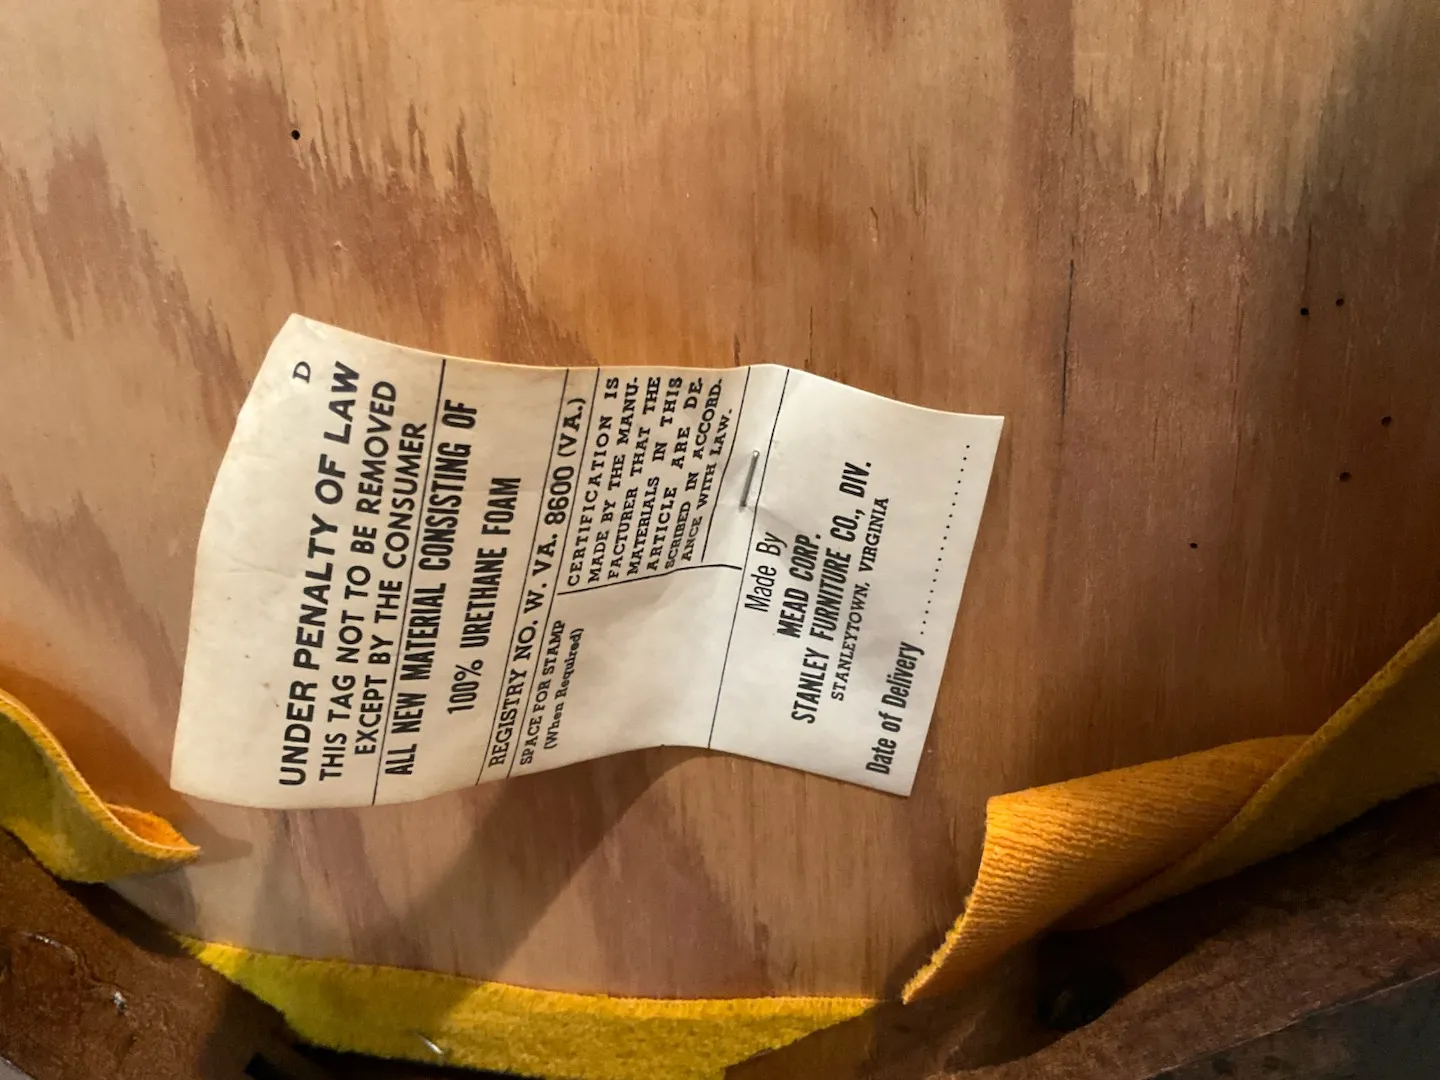 D
UNDER PENALTY OF LAW
THIS TAG NOT TO BE REMOVED
EXCEPT BY THE CONSUMER
ALL NEW MATERIAL CONSISTING OF
100% URETHANE FOAM
REGISTRY NO. W. VA. 8600 (VA.)
SPACE FOR STAMP
(When Required)
CERTIFICATION IS
MADE BY THE MANU-
FACTURER THAT THE
MATERIALS IN THIS
ARTICLE ARE DE-
SCRIBED IN ACCORD-
ANCE WITH LAW.
Made By
MEAD CORP.
STANLEY FURNITURE CO., DIV.
STANLEYTOWN, VIRGINIA
Date of Delivery ....................